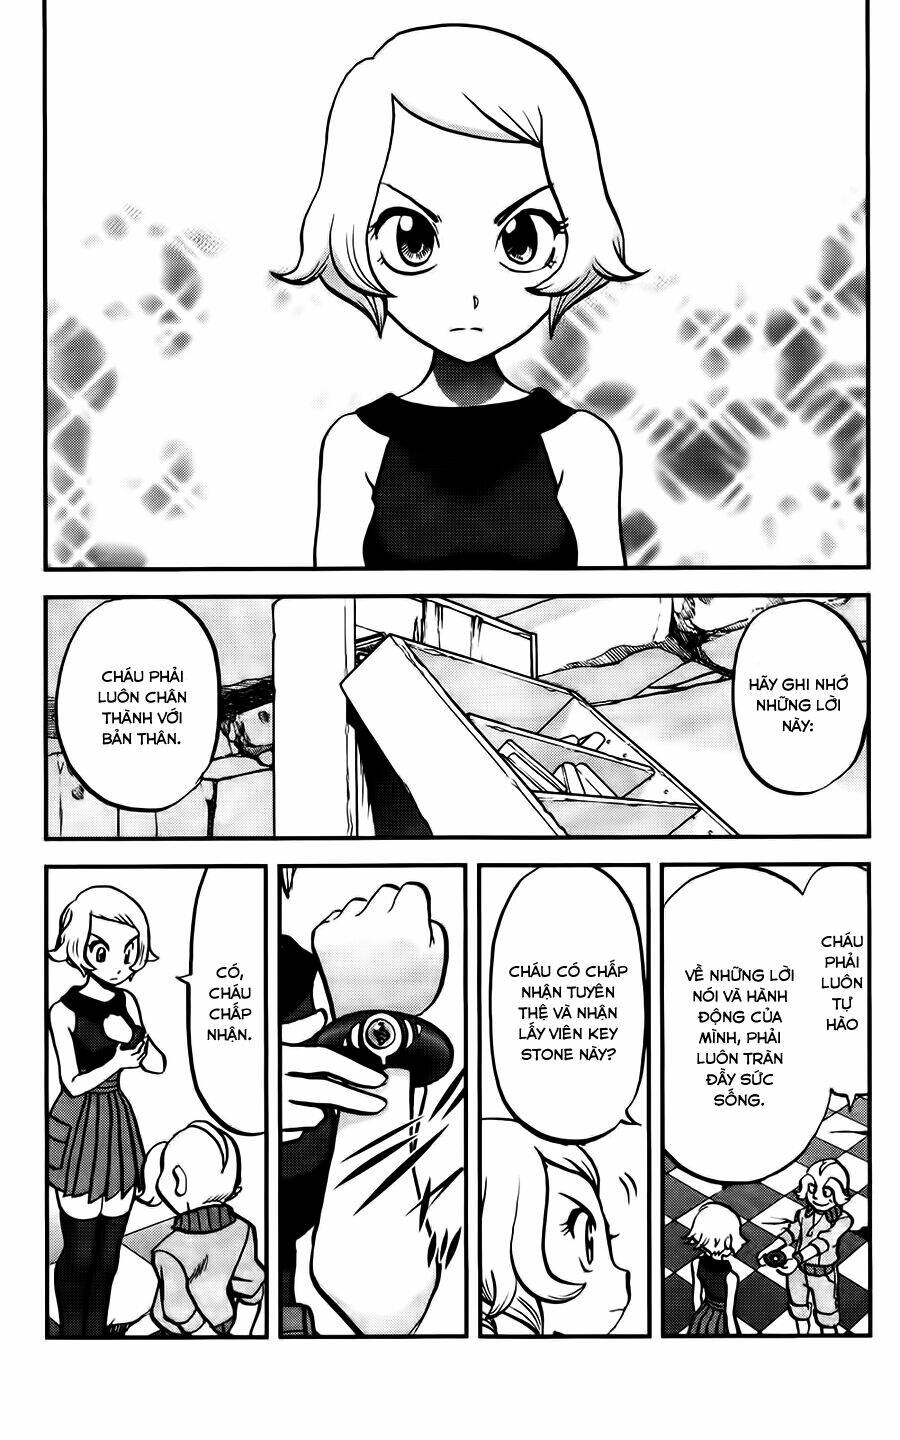 HÃY GHI NHỚ
NHỮNG LỜI
NÀY:
CHÁU PHẢI
LUÔN CHÂN
THÀNH VỚI
BẢN THÂN.
CHÁU
PHẢI
LUÔN
TỰ
HÀO
VỀ NHỮNG LỜI
NÓI VÀ HÀNH
ĐỘNG CỦA
MÌNH, PHẢI
LUÔN TRÀN
ĐẦY SỨC
SỐNG.
CHÁU CÓ CHẤP
NHẬN TUYÊN
THỆ VÀ NHẬN
LẤY VIÊN KEY
STONE NÀY?
CÓ,
CHÁU
CHẤP
NHẬN.